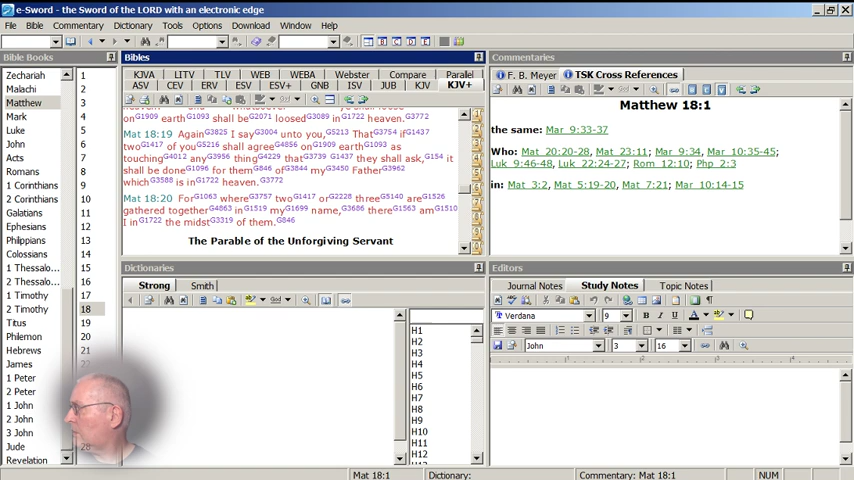 e-Sword - the Sword of the LORD with an electronic edge
File Bible Commentary Dictionary Tools Options Download Window Help
Bible Books
Zechariah
Malachi
Matthew
Mark
Luke
John
Acts
Romans
1 Corinthians
2 Corinthians
Galatians
Ephesians
Philippians
Colossians
1 Thessalo...
2 Thessalo...
1 Timothy
2 Timothy
Titus
Philemon
Hebrews
James
1 Peter
2 Peter
1 John
2 John
3 John
Jude
Revelation
1
2
3
4
5
6
7
8
9
10
11
12
13
14
15
16
17
18
19
20
21
28
Bibles
KJVA LITV TLV WEB WEBA Webster Compare Parallel
ASV CEV ERV ESV ESV+ GNB ISV JUB KJV KJV+
on G1909 earth G1093 shall be G2071 loosed G3089 in G1722 heaven. G3772
Mat 18:19 Again G3825 I say G3004 unto you, G5213 That G3754 if G1437
two G1417 of you G5216 shall agree G4856 on G1909 earth G1093 as
touching G4012 any G3956 thing G4229 that G3739 they shall ask, G154 it
shall be done G1096 for them G846 of G3844 my G3450 Father G3962
which G3588 is in G1722 heaven. G3772
Mat 18:20 For G1063 where G3757 two G1417 or G2228 three G5140 are G1526
gathered together G4863 in G1519 my G1699 name, G3686 there G1563 am G1510
I in G1722 the midst G3319 of them. G846
The Parable of the Unforgiving Servant
Commentaries
F. B. Meyer TSK Cross References
Matthew 18:1
the same: Mar 9:33-37
Who: Mat 20:20-28, Mat 23:11; Mar 9:34, Mar 10:35-45;
Luk 9:46-48, Luk 22:24-27; Rom 12:10; Php 2:3
in: Mat 3:2, Mat 5:19-20, Mat 7:21; Mar 10:14-15
Dictionaries
Strong Smith
H1
H2
H3
H4
H5
H6
H7
H8
H9
H10
H11
H12
Editors
Journal Notes Study Notes Topic Notes
Verdana 9 B I U A
John 3 16
Mat 18:1 Dictionary: Commentary: Mat 18:1 NUM